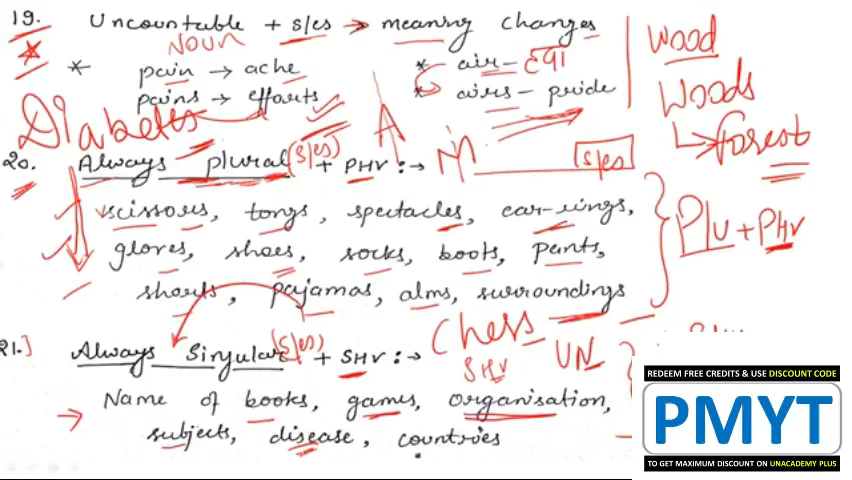 19. Uncountable + s/es → meaning changes
NOUN
* pain → ache
* air – हवा
pains → efforts
* airs – pride
wood
Woods
↳ forest
Diabetes
A
20. Always plural (s/es) + PHV :→
s/es
scissors, tongs, spectacles, ear-rings,
gloves, shoes, socks, boots, pants,
shorts, pajamas, alms, surroundings
Plu + PHV
21.] Always Singular (s/es) + SHV :→
Chess
SHV
UN
→ Name of books, games, organisation,
subjects, disease, countries
REDEEM FREE CREDITS & USE DISCOUNT CODE
PMYT
TO GET MAXIMUM DISCOUNT ON UNACADEMY PLUS